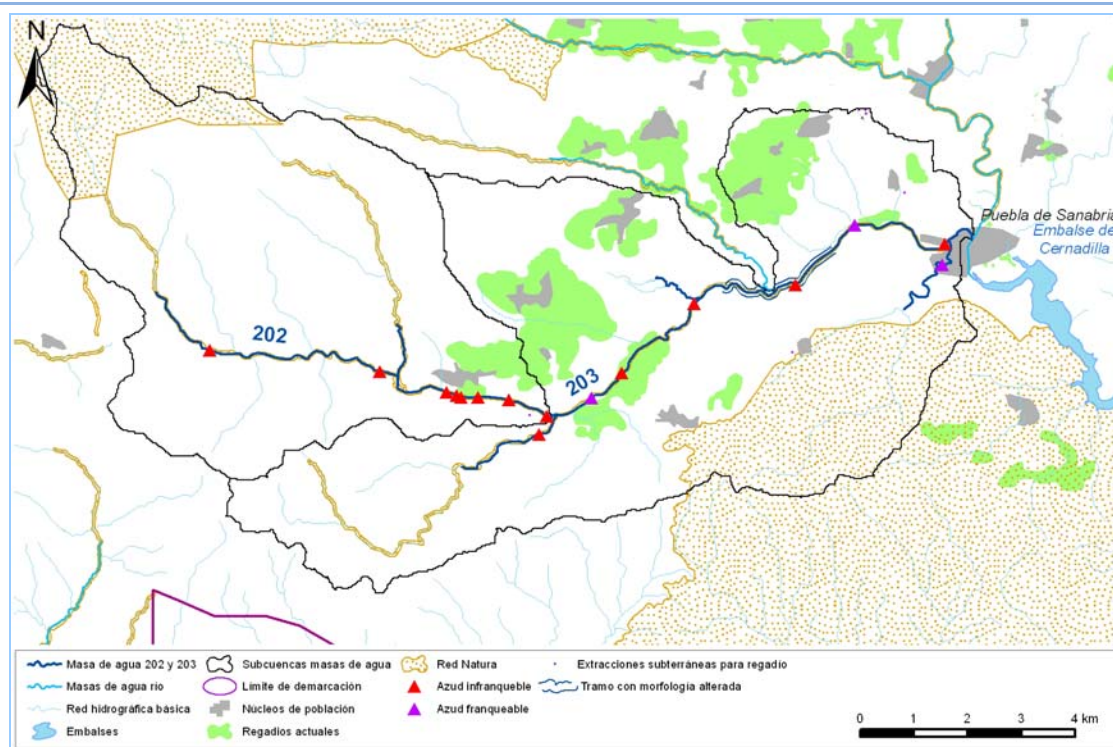 N
Puebla de Sanabria
Embalse de
Cernadilla
202
203
Masa de agua 202 y 203
Subcuencas masas de agua
Red Natura
Extracciones subterráneas para regadío
Masas de agua río
Límite de demarcación
Azud infranqueble
Tramo con morfología alterada
Red hidrográfica básica
Núcleos de población
Azud franqueable
Embalses
Regadíos actuales
0 1 2 3 4 km